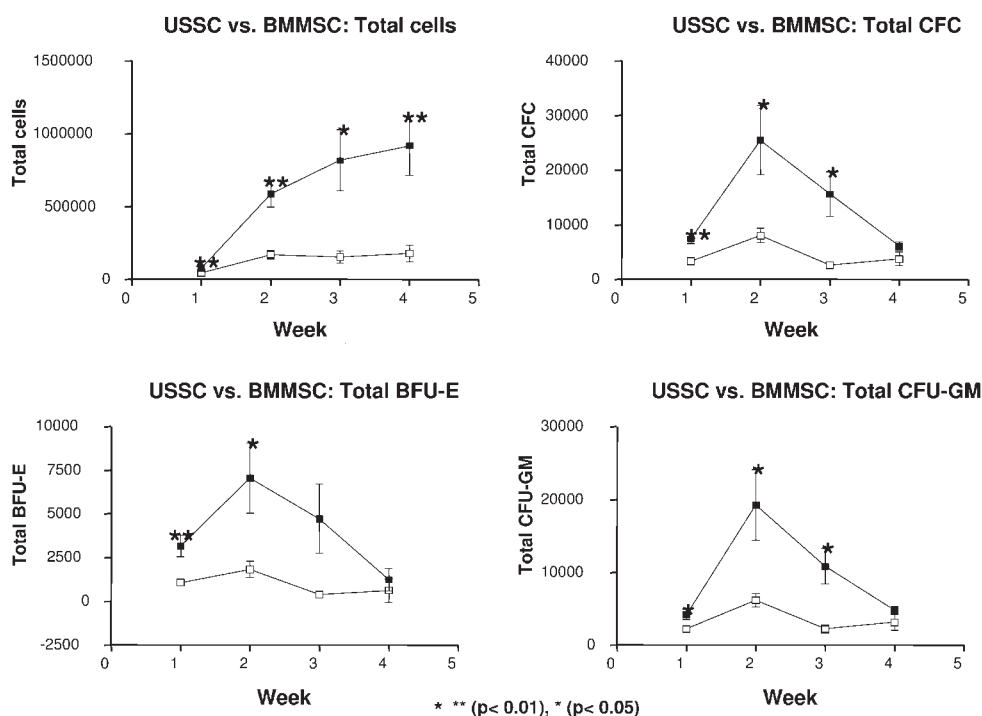 USSC vs. BMMSC: Total cells
1500000
1000000
500000
0
Total cells
** ** * **
0 1 2 3 4 5
Week
USSC vs. BMMSC: Total CFC
40000
30000
20000
10000
0
Total CFC
** * *
0 1 2 3 4 5
Week
USSC vs. BMMSC: Total BFU-E
10000
7500
5000
2500
0
-2500
Total BFU-E
** *
0 1 2 3 4 5
Week
USSC vs. BMMSC: Total CFU-GM
30000
20000
10000
0
Total CFU-GM
* * *
0 1 2 3 4 5
Week
* ** (p< 0.01), * (p< 0.05)